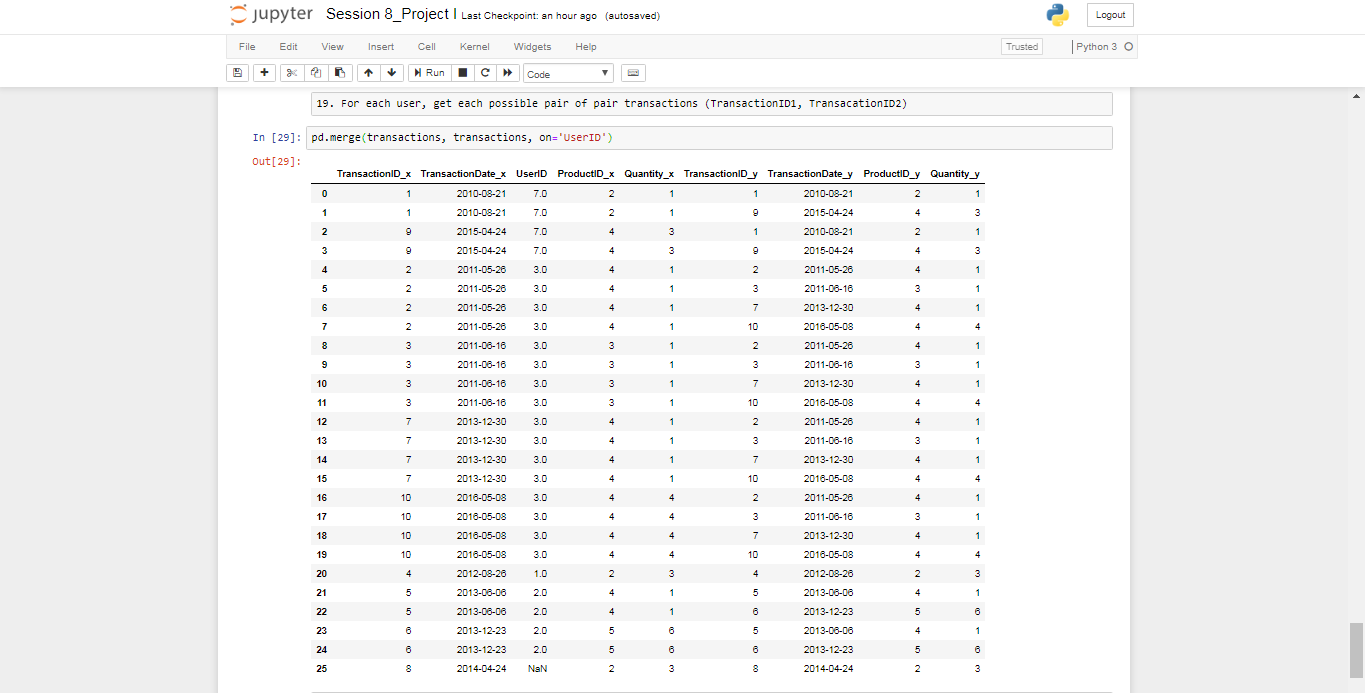 jupyter Session 8_Project I Last Checkpoint: an hour ago (autosaved) Logout
File Edit View Insert Cell Kernel Widgets Help Trusted Python 3
Run Code
19. For each user, get each possible pair of pair transactions (TransactionID1, TransacationID2)
In [29]: pd.merge(transactions, transactions, on='UserID')
Out[29]:
TransactionID_x TransactionDate_x UserID ProductID_x Quantity_x TransactionID_y TransactionDate_y ProductID_y Quantity_y
0 1 2010-08-21 7.0 2 1 1 2010-08-21 2 1
1 1 2010-08-21 7.0 2 1 9 2015-04-24 4 3
2 9 2015-04-24 7.0 4 3 1 2010-08-21 2 1
3 9 2015-04-24 7.0 4 3 9 2015-04-24 4 3
4 2 2011-05-26 3.0 4 1 2 2011-05-26 4 1
5 2 2011-05-26 3.0 4 1 3 2011-06-16 3 1
6 2 2011-05-26 3.0 4 1 7 2013-12-30 4 1
7 2 2011-05-26 3.0 4 1 10 2016-05-08 4 4
8 3 2011-06-16 3.0 3 1 2 2011-05-26 4 1
9 3 2011-06-16 3.0 3 1 3 2011-06-16 3 1
10 3 2011-06-16 3.0 3 1 7 2013-12-30 4 1
11 3 2011-06-16 3.0 3 1 10 2016-05-08 4 4
12 7 2013-12-30 3.0 4 1 2 2011-05-26 4 1
13 7 2013-12-30 3.0 4 1 3 2011-06-16 3 1
14 7 2013-12-30 3.0 4 1 7 2013-12-30 4 1
15 7 2013-12-30 3.0 4 1 10 2016-05-08 4 4
16 10 2016-05-08 3.0 4 4 2 2011-05-26 4 1
17 10 2016-05-08 3.0 4 4 3 2011-06-16 3 1
18 10 2016-05-08 3.0 4 4 7 2013-12-30 4 1
19 10 2016-05-08 3.0 4 4 10 2016-05-08 4 4
20 4 2012-08-26 1.0 2 3 4 2012-08-26 2 3
21 5 2013-06-06 2.0 4 1 5 2013-06-06 4 1
22 5 2013-06-06 2.0 4 1 6 2013-12-23 5 6
23 6 2013-12-23 2.0 5 6 5 2013-06-06 4 1
24 6 2013-12-23 2.0 5 6 6 2013-12-23 5 6
25 8 2014-04-24 NaN 2 3 8 2014-04-24 2 3